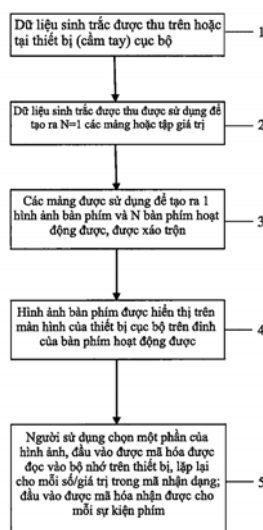 Dữ liệu sinh trắc được thu trên hoặc
tại thiết bị (cầm tay) cục bộ
1
Dữ liệu sinh trắc được thu được sử dụng để
tạo ra N=1 các mảng hoặc tập giá trị
2
Các mảng được sử dụng để tạo ra 1
hình ảnh bàn phím và N bàn phím hoạt
động được, được xáo trộn
3
Hình ảnh bàn phím được hiển thị trên
màn hình của thiết bị cục bộ trên đỉnh
của bàn phím hoạt động được
4
Người sử dụng chọn một phần của
hình ảnh, đầu vào được mã hóa được
đọc vào bộ nhớ trên thiết bị, lặp lại
cho mỗi số/giá trị trong mã nhận dạng;
đầu vào được mã hóa nhận được cho
mỗi sự kiện phím
5